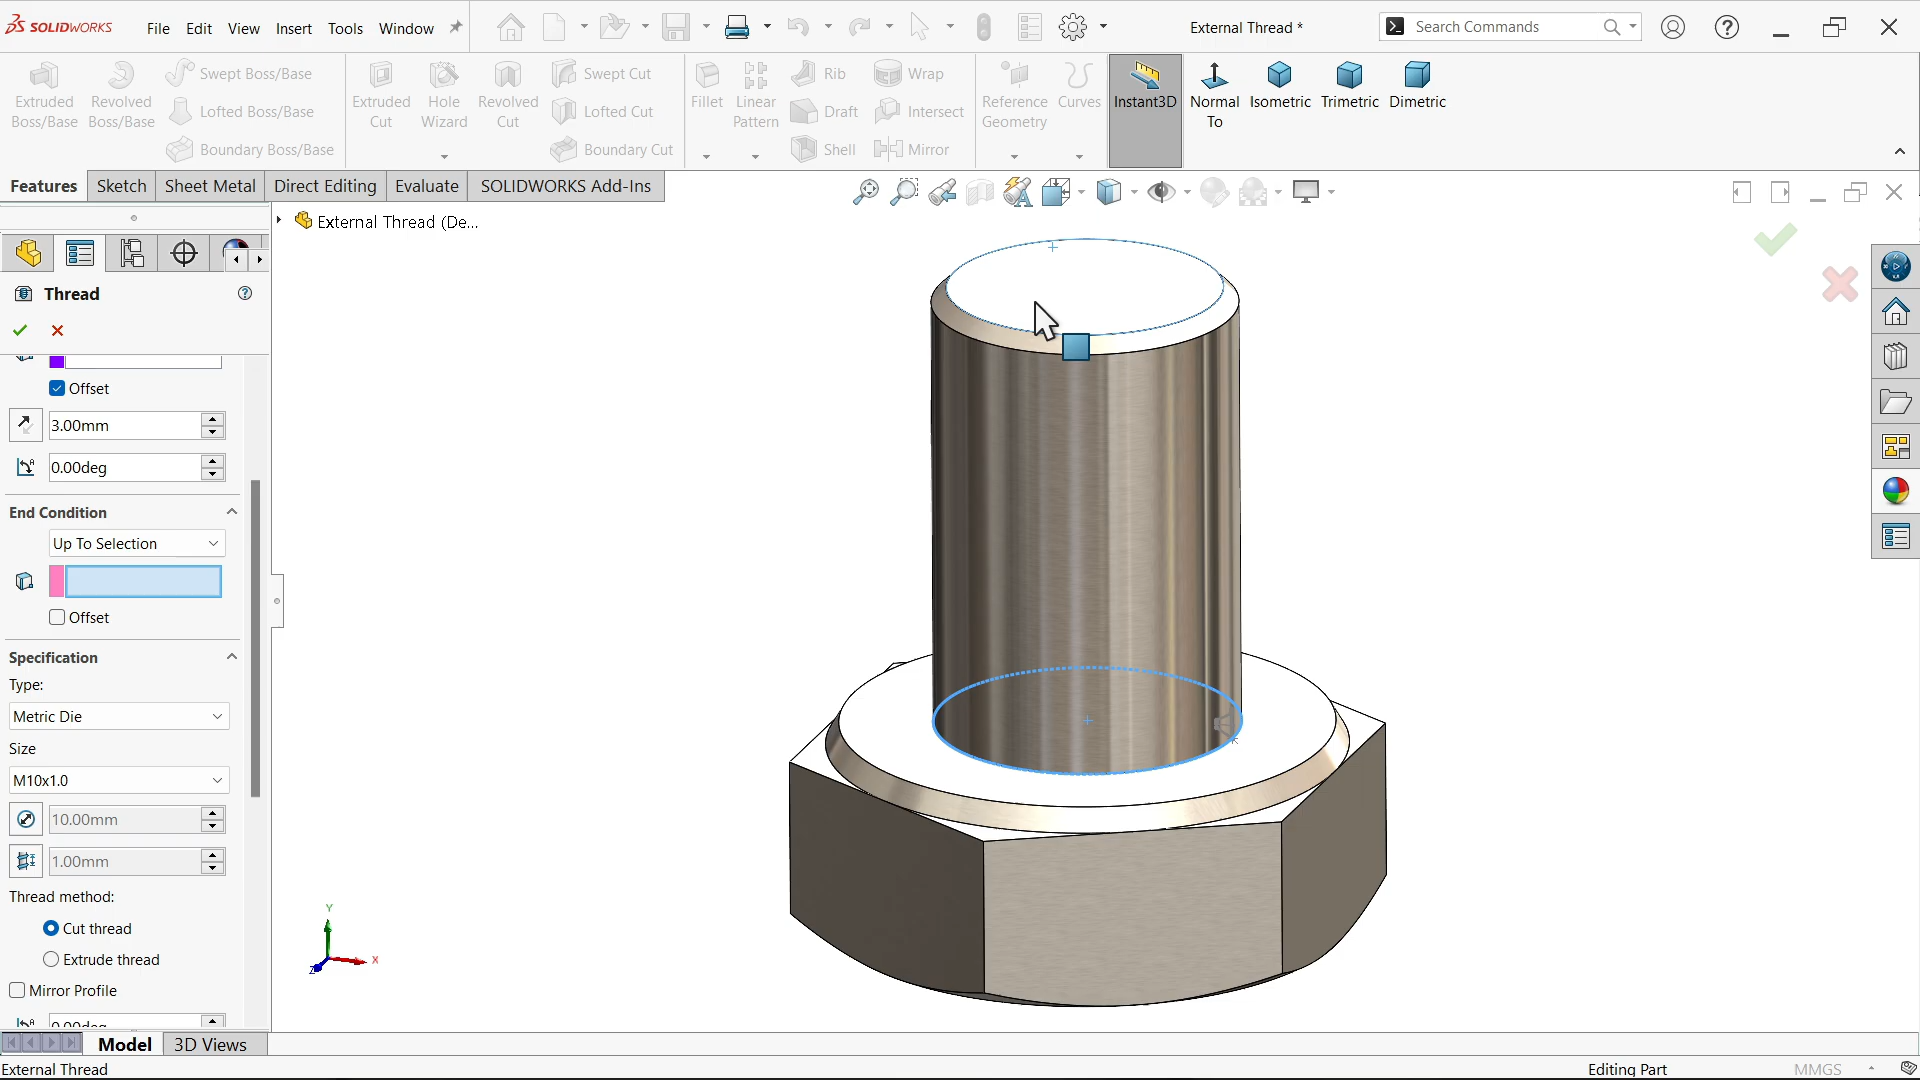 SOLIDWORKS File Edit View Insert Tools Window External Thread * Search Commands
Extruded Boss/Base
Revolved Boss/Base
Swept Boss/Base
Lofted Boss/Base
Boundary Boss/Base
Extruded Cut
Hole Wizard
Revolved Cut
Swept Cut
Lofted Cut
Boundary Cut
Fillet
Linear Pattern
Rib
Draft
Shell
Wrap
Intersect
Mirror
Reference Geometry
Curves
Instant3D
Normal To
Isometric
Trimetric
Dimetric
Features Sketch Sheet Metal Direct Editing Evaluate SOLIDWORKS Add-Ins
External Thread (De...
Thread
Offset
3.00mm
0.00deg
End Condition
Up To Selection
Offset
Specification
Type:
Metric Die
Size
M10x1.0
10.00mm
1.00mm
Thread method:
Cut thread
Extrude thread
Mirror Profile
0.00deg
Y
X
Z
Model 3D Views
External Thread Editing Part MMGS